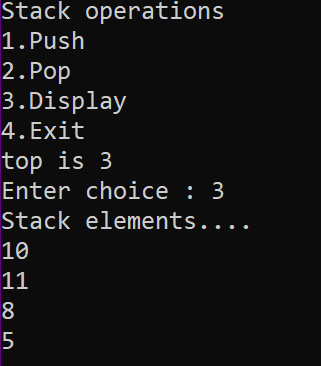 Stack operations
1.Push
2.Pop
3.Display
4.Exit
top is 3
Enter choice : 3
Stack elements....
10
11
8
5